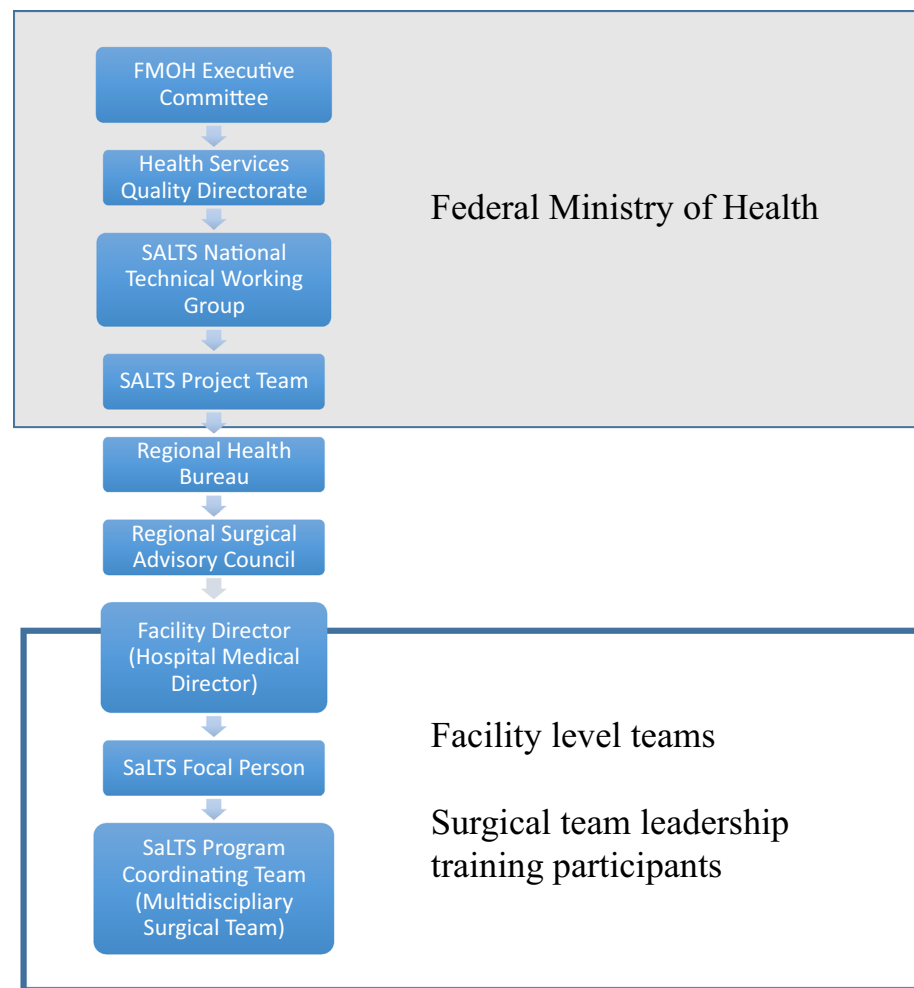 FMOH Executive
Committee
Health Services
Quality Directorate
Federal Ministry of Health
SALTS National
Technical Working
Group
SALTS Project Team
Regional Health
Bureau
Regional Surgical
Advisory Council
Facility Director
(Hospital Medical
Director)
Facility level teams
SaLTS Focal Person
Surgical team leadership
training participants
SaLTS Program
Coordinating Team
(Multidiscipliary
Surgical Team)